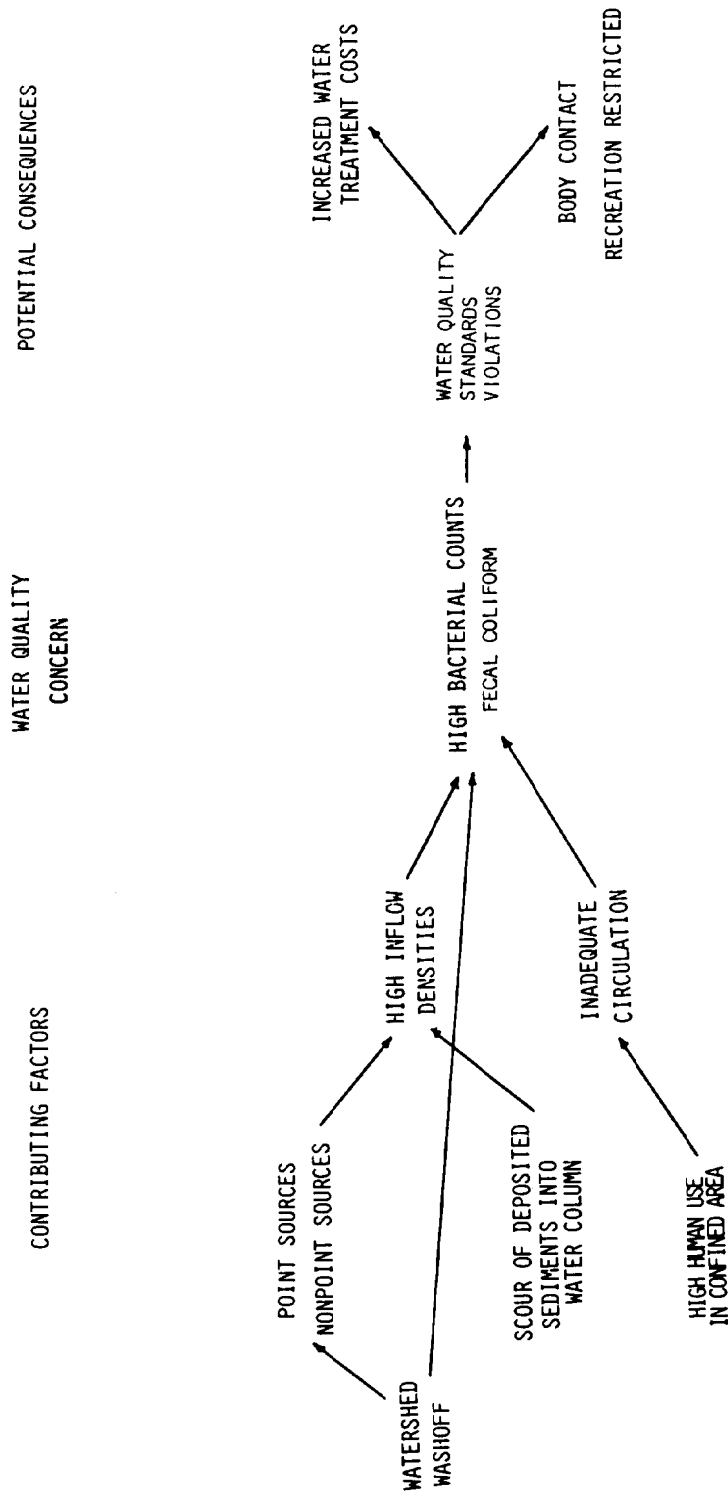 CONTRIBUTING FACTORS
WATER QUALITY
CONCERN
POTENTIAL CONSEQUENCES
WATERSHED
WASHOFF
POINT SOURCES
NONPOINT SOURCES
SCOUR OF DEPOSITED
SEDIMENTS INTO
WATER COLUMN
HIGH HUMAN USE
IN CONFINED AREA
HIGH INFLOW
DENSITIES
INADEQUATE
CIRCULATION
HIGH BACTERIAL COUNTS
FECAL COLIFORM
WATER QUALITY
STANDARDS
VIOLATIONS
INCREASED WATER
TREATMENT COSTS
BODY CONTACT
RECREATION RESTRICTED